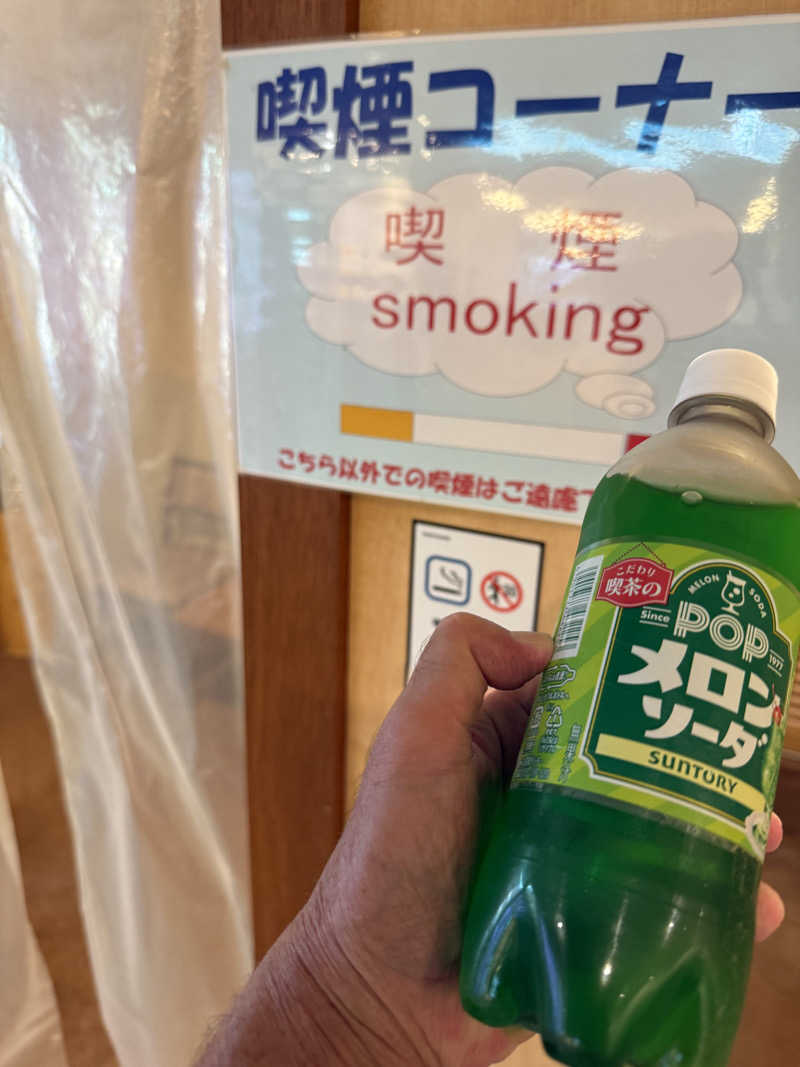 喫煙コーナー
喫 煙
smoking
こちら以外での喫煙はご遠慮
こだわり
喫茶の
MELON SODA
Since
POP
1977
メロン
ソーダ
SUNTORY